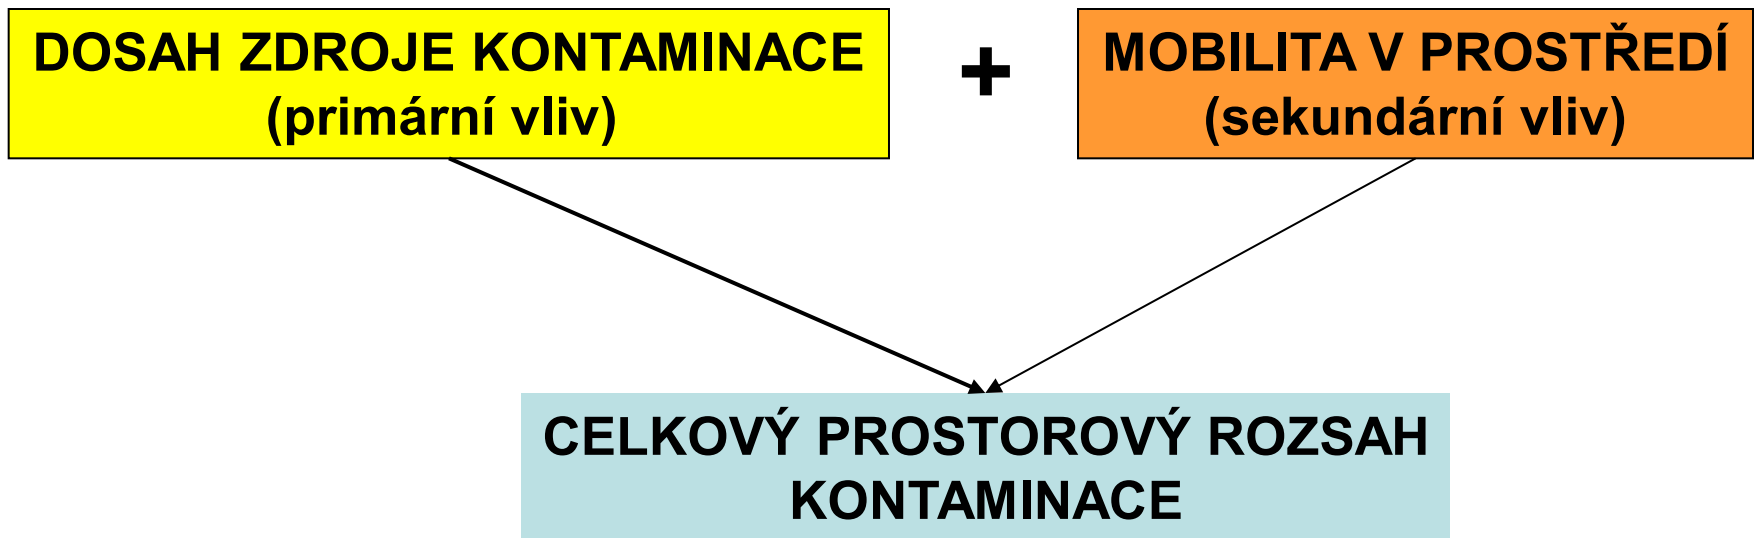 DOSAH ZDROJE KONTAMINACE
(primární vliv)
+
MOBILITA V PROSTŘEDÍ
(sekundární vliv)
CELKOVÝ PROSTOROVÝ ROZSAH
KONTAMINACE